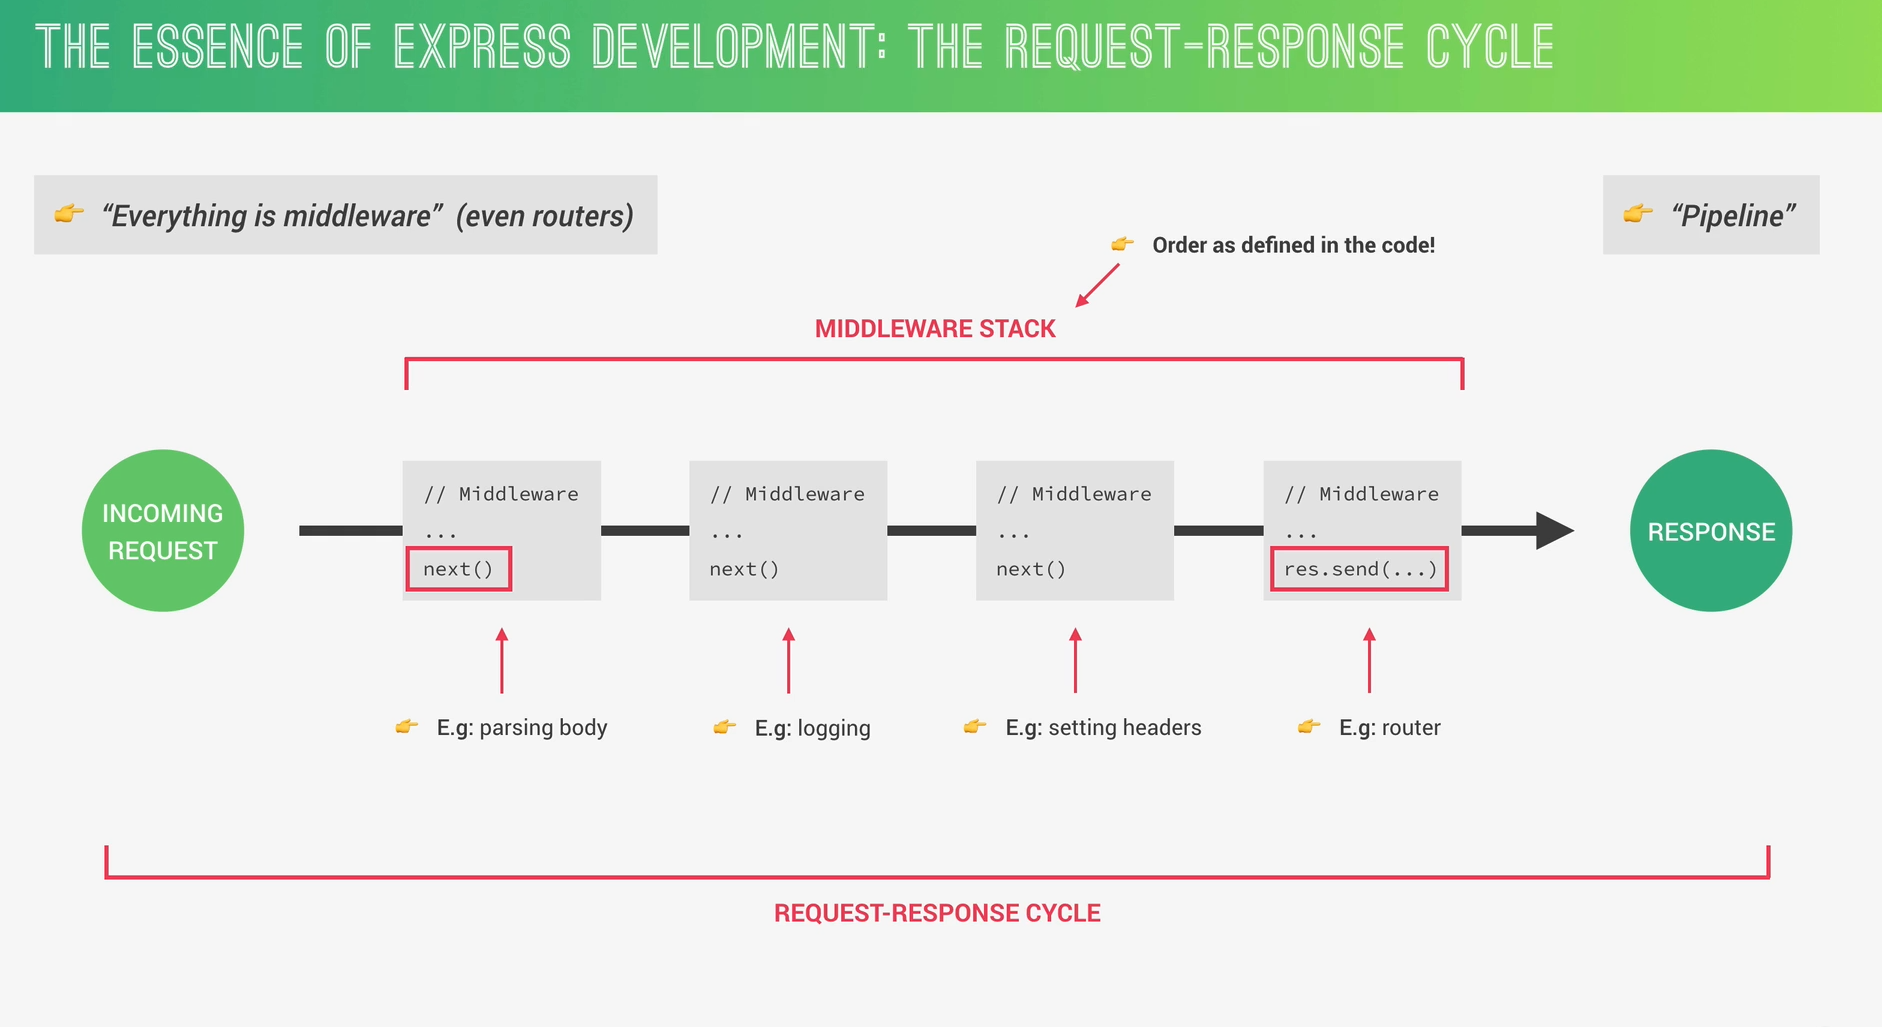 THE ESSENCE OF EXPRESS DEVELOPMENT: THE REQUEST-RESPONSE CYCLE
👉 “Everything is middleware” (even routers)
👉 “Pipeline”
👉 Order as defined in the code!
MIDDLEWARE STACK
INCOMING
REQUEST
// Middleware
...
next()
// Middleware
...
next()
// Middleware
...
next()
// Middleware
...
res.send(...)
RESPONSE
👉 E.g: parsing body
👉 E.g: logging
👉 E.g: setting headers
👉 E.g: router
REQUEST-RESPONSE CYCLE